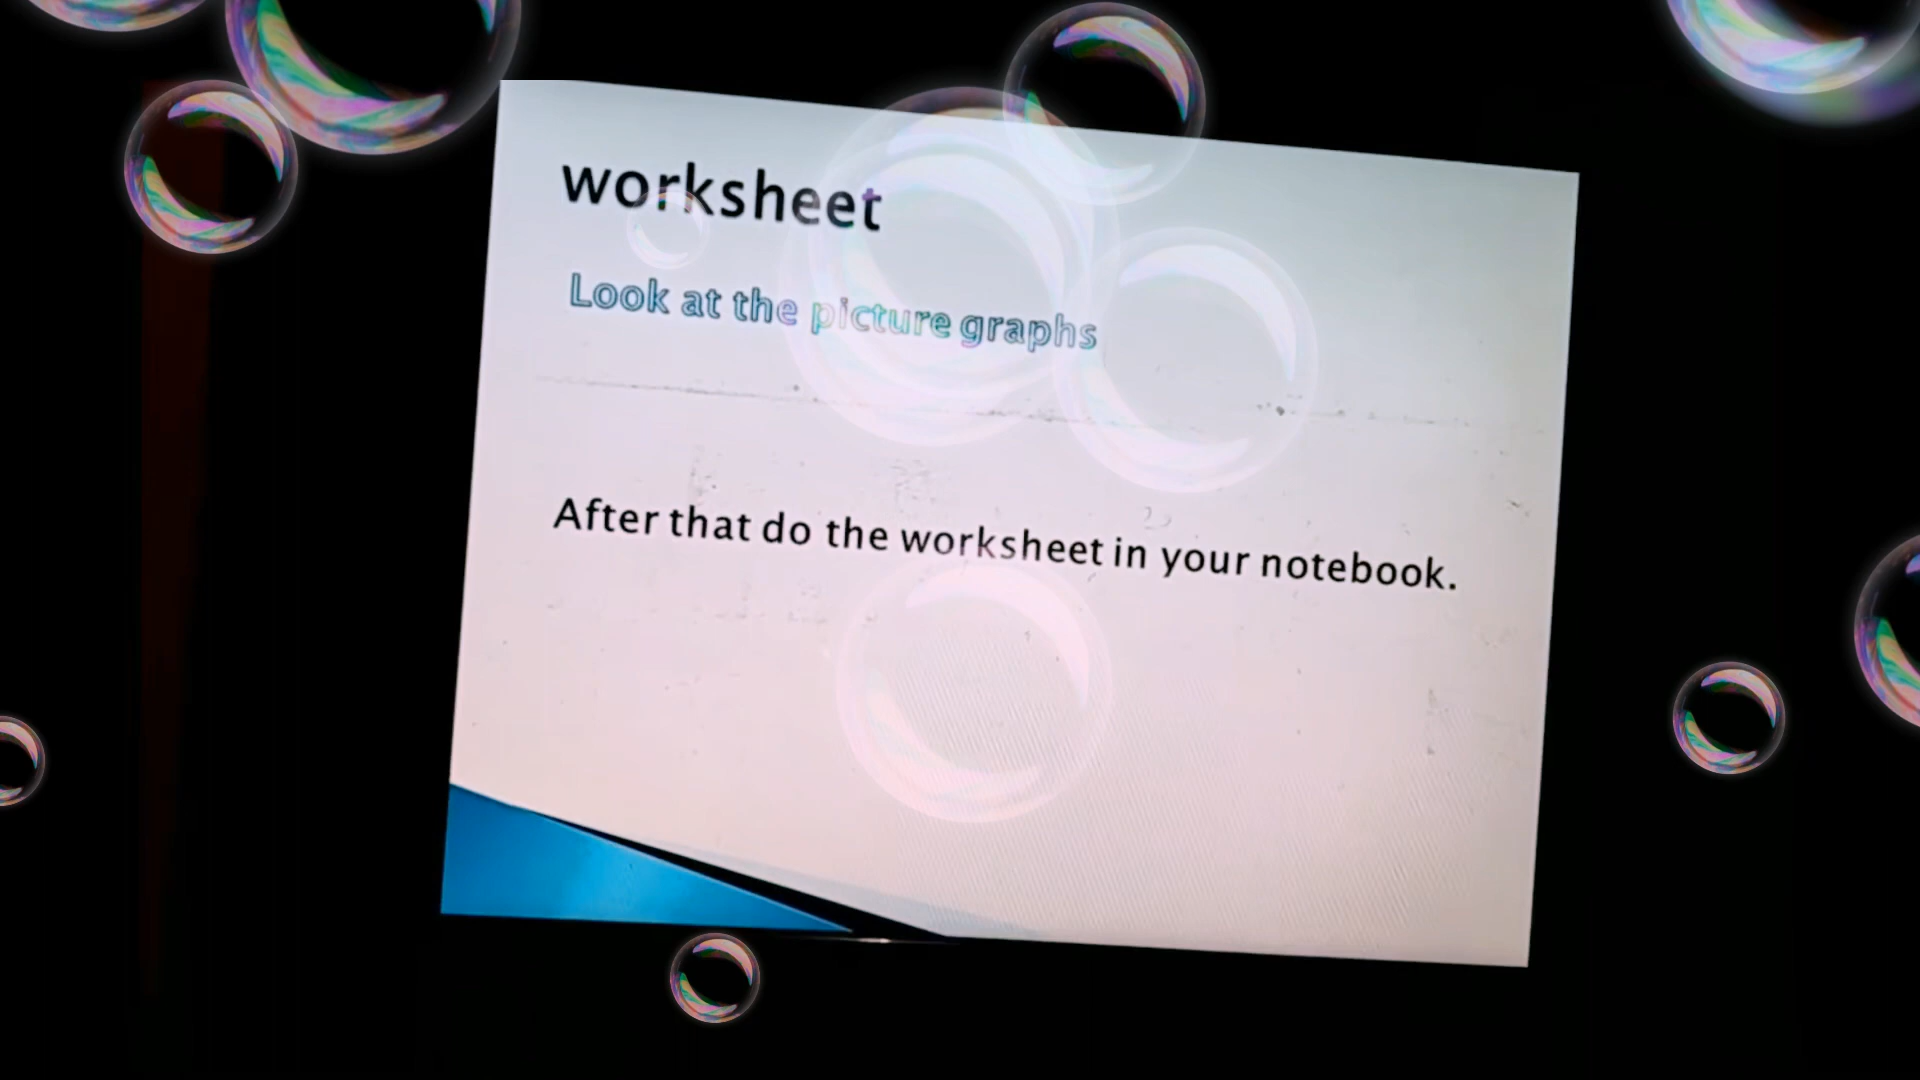 worksheet
Look at the picture graphs
After that do the worksheet in your notebook.